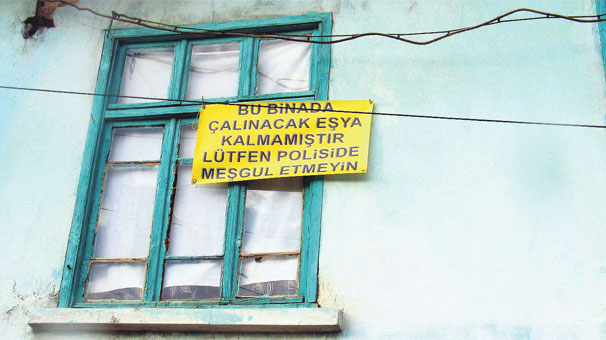 BU BİNADA
ÇALINACAK EŞYA
KALMAMIŞTIR
LÜTFEN POLİSİDE
MEŞGUL ETMEYİN